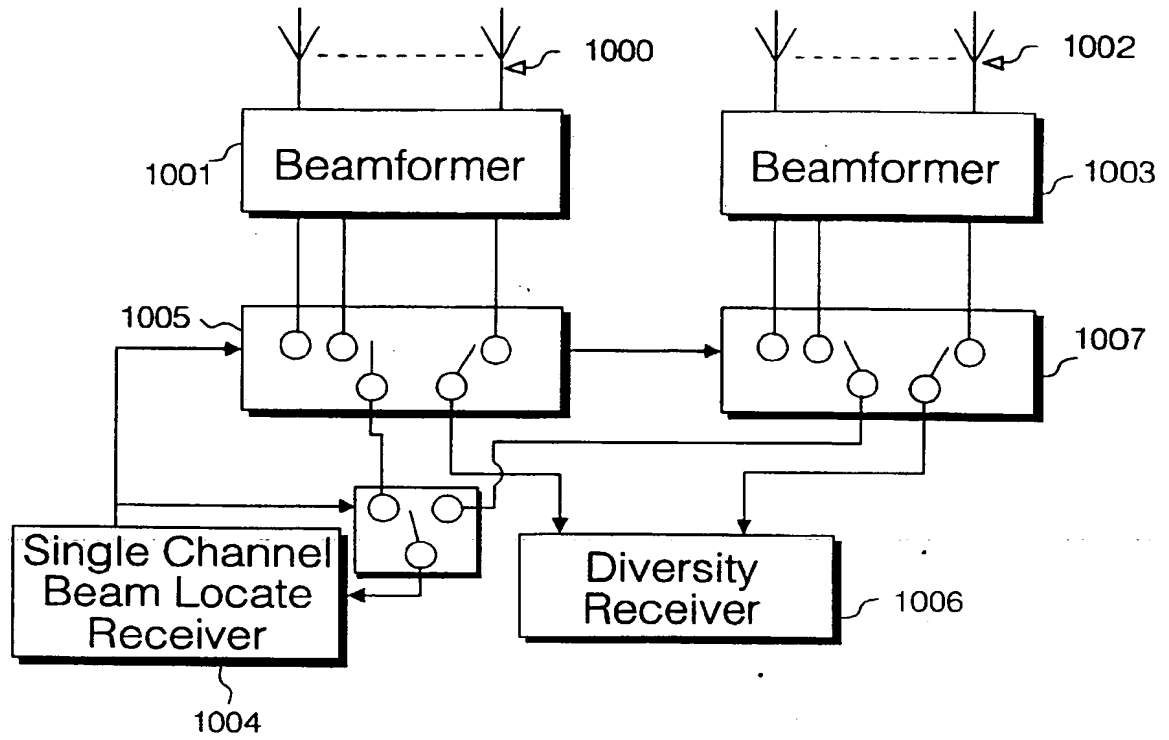 1000
1002
Beamformer
1001
Beamformer
1003
1005
1007
Single Channel
Beam Locate
Receiver
1004
Diversity
Receiver
1006